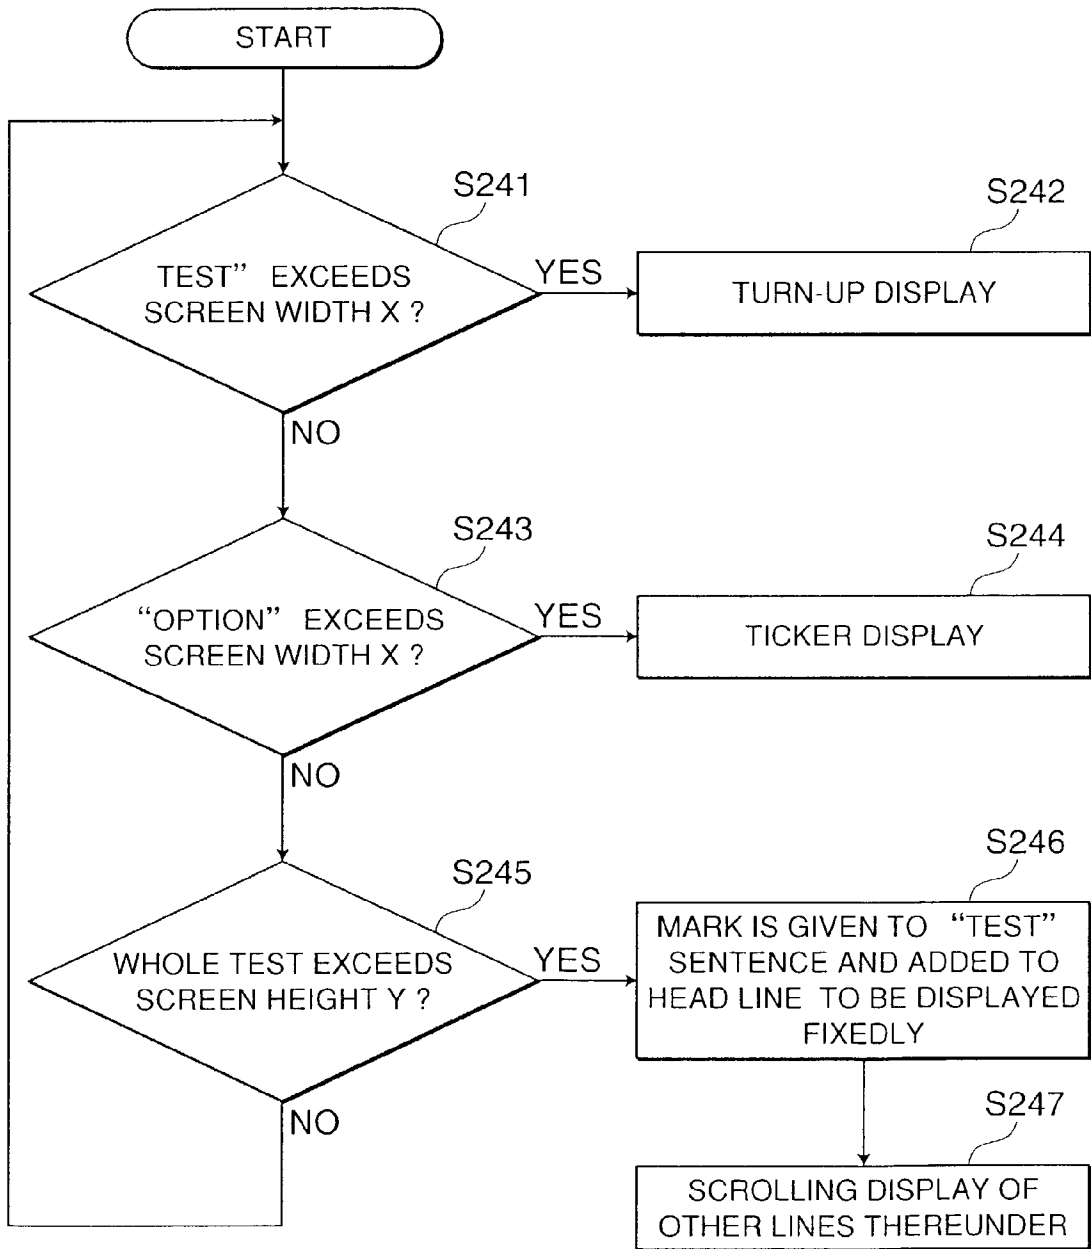 START
S241
S242
TEST” EXCEEDS
SCREEN WIDTH X ?
YES
TURN-UP DISPLAY
NO
S243
S244
“OPTION” EXCEEDS
SCREEN WIDTH X ?
YES
TICKER DISPLAY
NO
S245
S246
WHOLE TEST EXCEEDS
SCREEN HEIGHT Y ?
YES
MARK IS GIVEN TO “TEST”
SENTENCE AND ADDED TO
HEAD LINE TO BE DISPLAYED
FIXEDLY
NO
S247
SCROLLING DISPLAY OF
OTHER LINES THEREUNDER